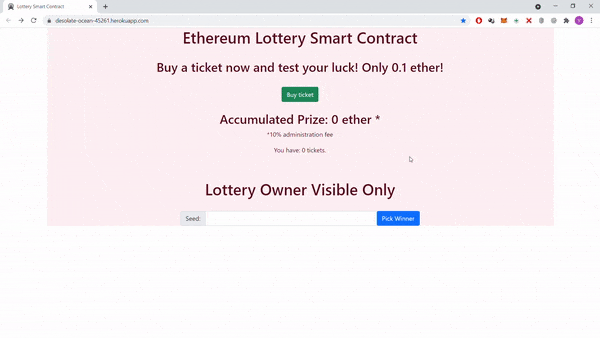 Lottery Smart Contract
desolate-ocean-45261.herokuapp.com
Ethereum Lottery Smart Contract
Buy a ticket now and test your luck! Only 0.1 ether!
Buy ticket
Accumulated Prize: 0 ether *
*10% administration fee
You have: 0 tickets.
Lottery Owner Visible Only
Seed:
Pick Winner